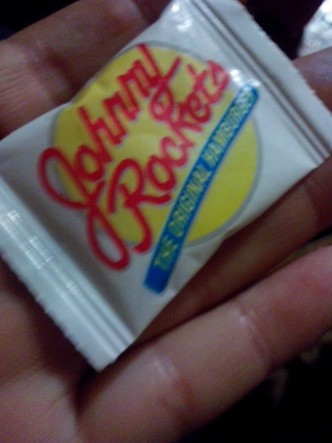 Johnny
Rockets
THE ORIGINAL HAMBURGER